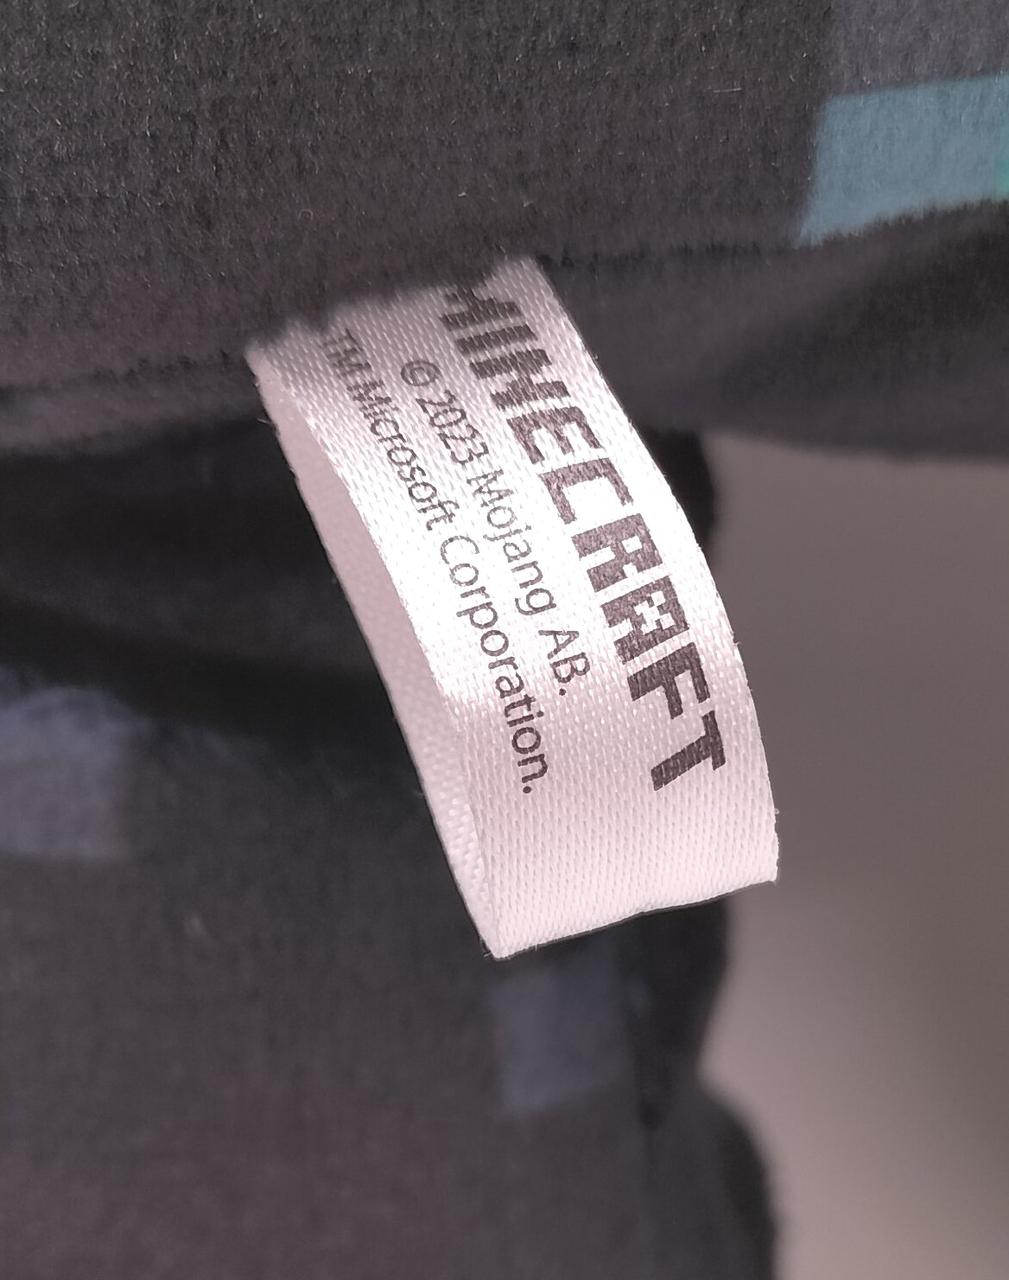 MINECRAFT
© 2023 Mojang AB.
TM Microsoft Corporation.